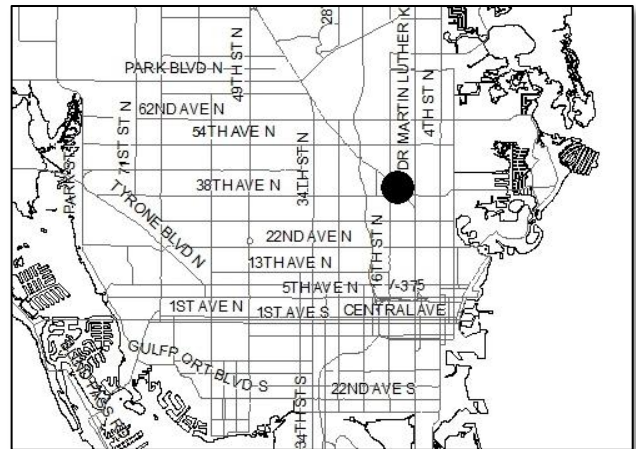 28
49TH ST N
DR MARTIN LUTHER K
PARK BLVD N
62ND AVE N
4TH ST N
54TH AVE N
71ST ST N
34TH ST N
PARK ST N
38TH AVE N
TYRONE BLVD N
22ND AVE N
16TH ST N
13TH AVE N
5TH AVE N
I-375
1ST AVE N
1ST AVE S
CENTRAL AVE
GULFPORT BLVD S
22ND AVE S
34TH ST S